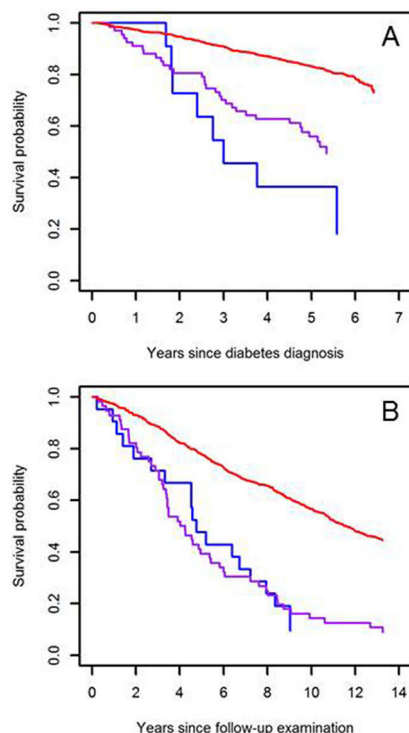 A
1.0
0.8
0.6
0.4
0.2
0.0
Survival probability
0 1 2 3 4 5 6 7
Years since diabetes diagnosis
B
1.0
0.8
0.6
0.4
0.2
0.0
Survival probability
0 2 4 6 8 10 12 14
Years since follow-up examination